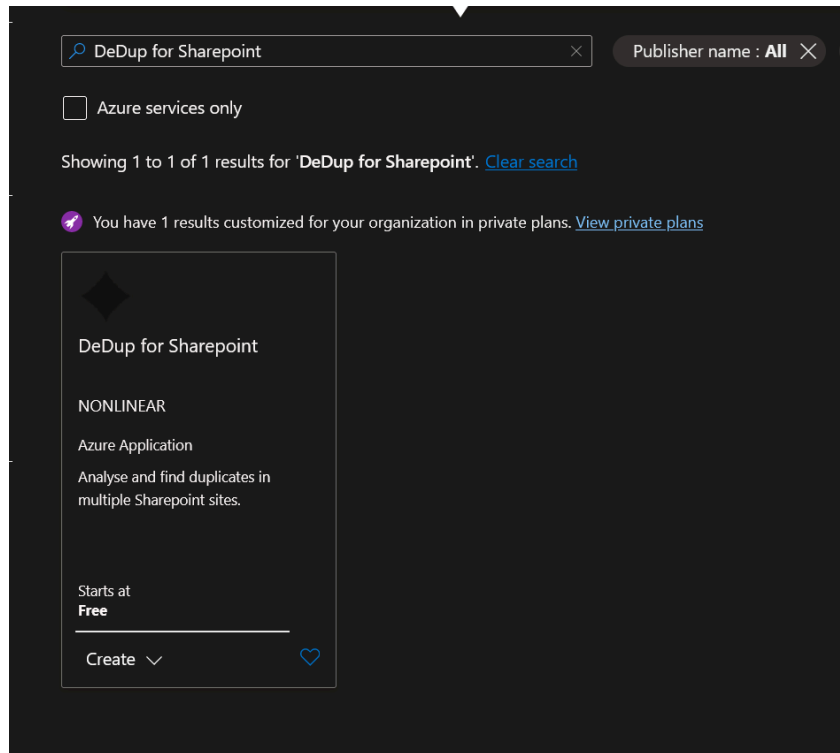 DeDup for Sharepoint
Publisher name : All
Azure services only
Showing 1 to 1 of 1 results for 'DeDup for Sharepoint'. Clear search
You have 1 results customized for your organization in private plans. View private plans
DeDup for Sharepoint
NONLINEAR
Azure Application
Analyse and find duplicates in
multiple Sharepoint sites.
Starts at
Free
Create